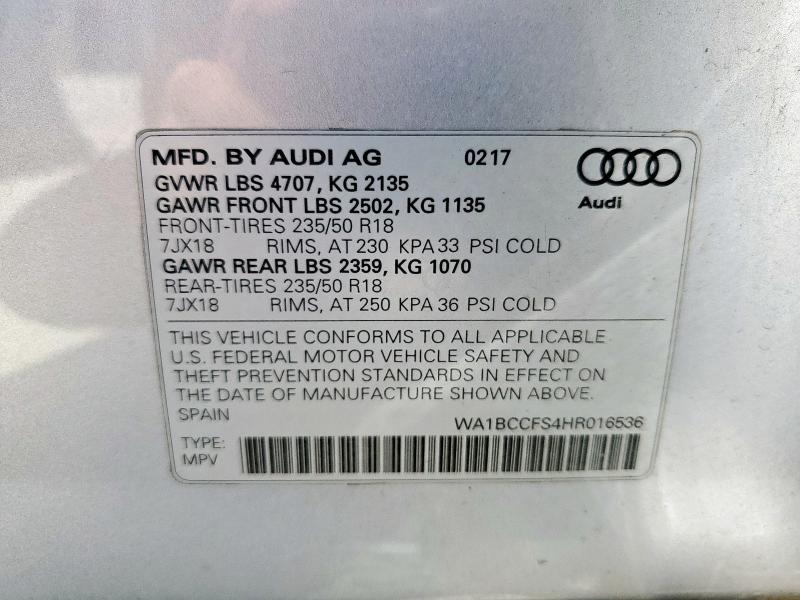 MFD. BY AUDI AG 0217
GVWR LBS 4707, KG 2135
GAWR FRONT LBS 2502, KG 1135
FRONT-TIRES 235/50 R18
7JX18 RIMS, AT 230 KPA 33 PSI COLD
GAWR REAR LBS 2359, KG 1070
REAR-TIRES 235/50 R18
7JX18 RIMS, AT 250 KPA 36 PSI COLD
Audi
THIS VEHICLE CONFORMS TO ALL APPLICABLE
U.S. FEDERAL MOTOR VEHICLE SAFETY AND
THEFT PREVENTION STANDARDS IN EFFECT ON
THE DATE OF MANUFACTURE SHOWN ABOVE.
SPAIN
WA1BCCFS4HR016536
TYPE:
MPV